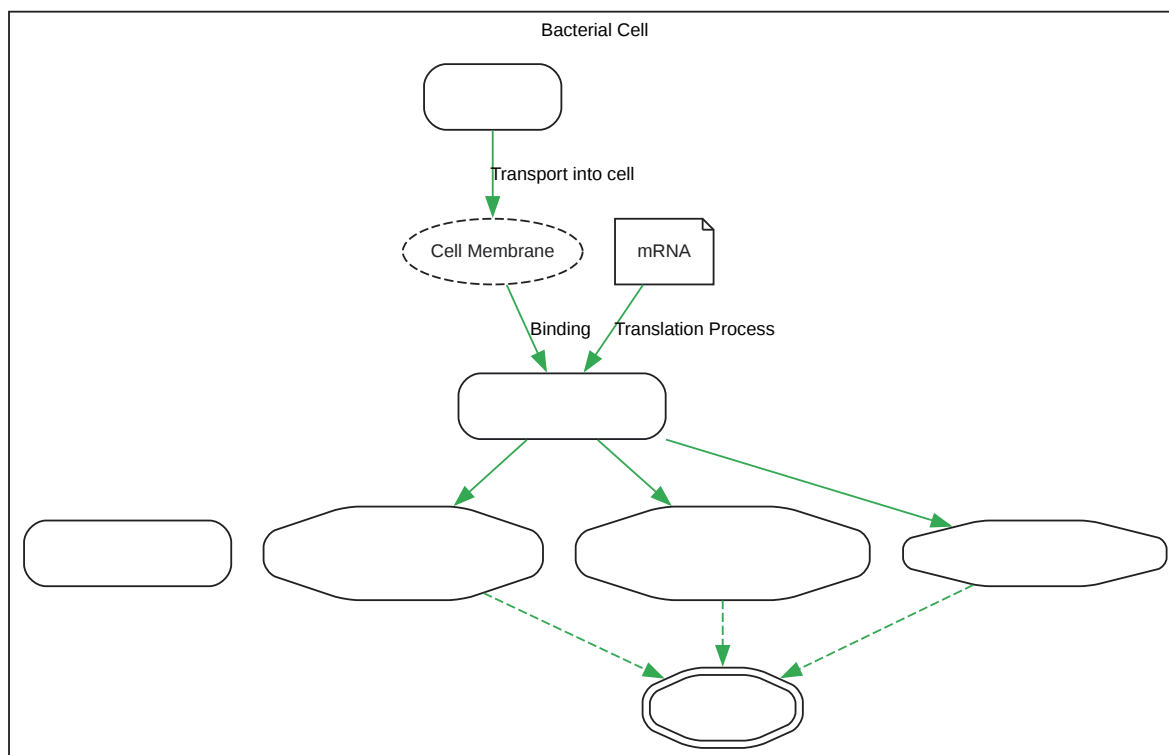 Bacterial Cell
Transport into cell
Cell Membrane
mRNA
Binding
Translation Process